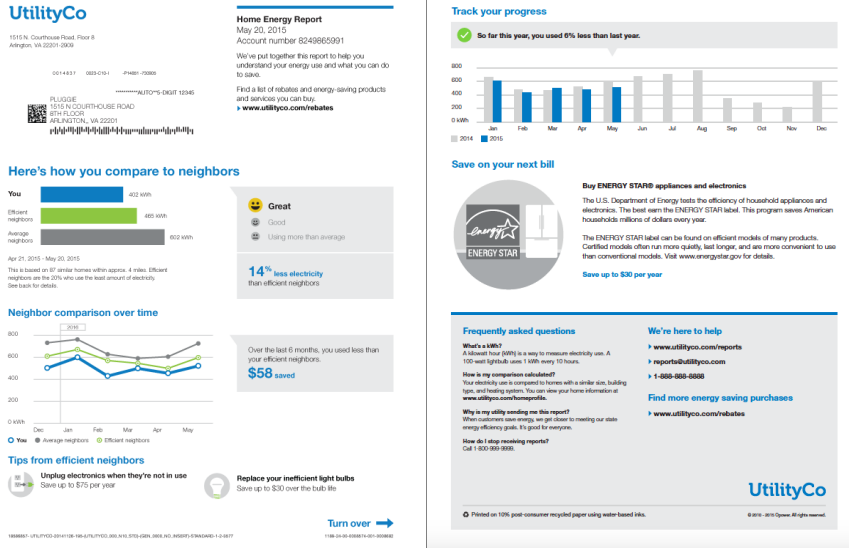 UtilityCo
1515 N. Courthouse Road, Floor 8
Arlington, VA 22201-2909
Home Energy Report
May 20, 2015
Account number 8249865991
We've put together this report to help you
understand your energy use and what you can do
to save.
Find a list of rebates and energy-saving products
and services you can buy.
www.utilityco.com/rebates
**********AUTO**5-DIGIT 12345
PLUGGIE
1515 N COURTHOUSE ROAD
8TH FLOOR
ARLINGTON,, VA 22201
Here's how you compare to neighbors
You
402 kWh
Efficient
neighbors
465 kWh
Average
neighbors
602 kWh
Apr 21, 2015 - May 20, 2015
This is based on 87 similar homes within approx. 4 miles. Efficient
neighbors are the 20% who use the least amount of electricity.
See back for details.
Great
Good
Using more than average
14% less electricity
than efficient neighbors
Neighbor comparison over time
800
600
400
200
0 kWh
Dec Jan Feb Mar Apr May
You Average neighbors Efficient neighbors
Over the last 6 months, you used less than
your efficient neighbors.
$58 saved
Tips from efficient neighbors
Unplug electronics when they're not in use
Save up to $75 per year
Replace your inefficient light bulbs
Save up to $30 over the bulb life
Turn over
Track your progress
So far this year, you used 6% less than last year.
800
600
400
200
0 kWh
Jan Feb Mar Apr May Jun Jul Aug Sep Oct Nov Dec
2014 2015
Save on your next bill
energy
ENERGY STAR
Buy ENERGY STAR® appliances and electronics
The U.S. Department of Energy tests the efficiency of household appliances and
electronics. The best earn the ENERGY STAR label. This program saves American
households millions of dollars every year.
The ENERGY STAR label can be found on efficient models of many products.
Certified models often run more quietly, last longer, and are more convenient to use
than conventional models. Visit www.energystar.gov for details.
Save up to $30 per year
Frequently asked questions
What's a kWh?
A kilowatt hour (kWh) is a way to measure electricity use. A
100-watt lightbulb uses 1 kWh every 10 hours.
How is my comparison calculated?
Your electricity use is compared to homes with a similar size, building
type, and heating system. You can view your home information at
www.utilityco.com/homeprofile.
Why is my utility sending me this report?
When customers save energy, we get closer to meeting our state
energy efficiency goals. It's good for everyone.
How do I stop receiving reports?
Call 1-800-999-9999.
We're here to help
www.utilityco.com/reports
reports@utilityco.com
1-888-888-8888
Find more energy saving purchases
www.utilityco.com/rebates
UtilityCo
Printed on 10% post-consumer recycled paper using water-based inks.
© 2010 - 2015 Opower. All rights reserved.